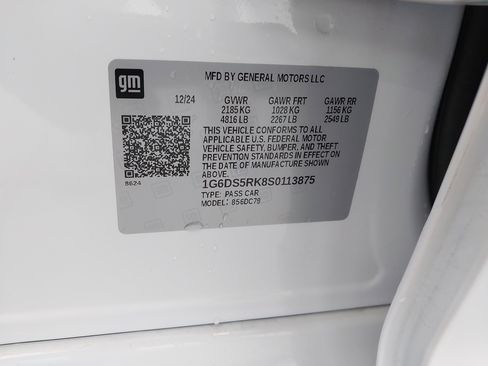 gm
MFD BY GENERAL MOTORS LLC
12/24 GVWR GAWR FRT GAWR RR
2185 KG 1028 KG 1156 KG
4816 LB 2267 LB 2549 LB
THIS VEHICLE CONFORMS TO ALL
APPLICABLE U.S. FEDERAL MOTOR
VEHICLE SAFETY, BUMPER, AND THEFT
PREVENTION STANDARDS IN EFFECT ON
THE DATE OF MANUFACTURE SHOWN
ABOVE.
8624
1G6DS5RK8S0113875
TYPE: PASS CAR
MODEL: 856DC79